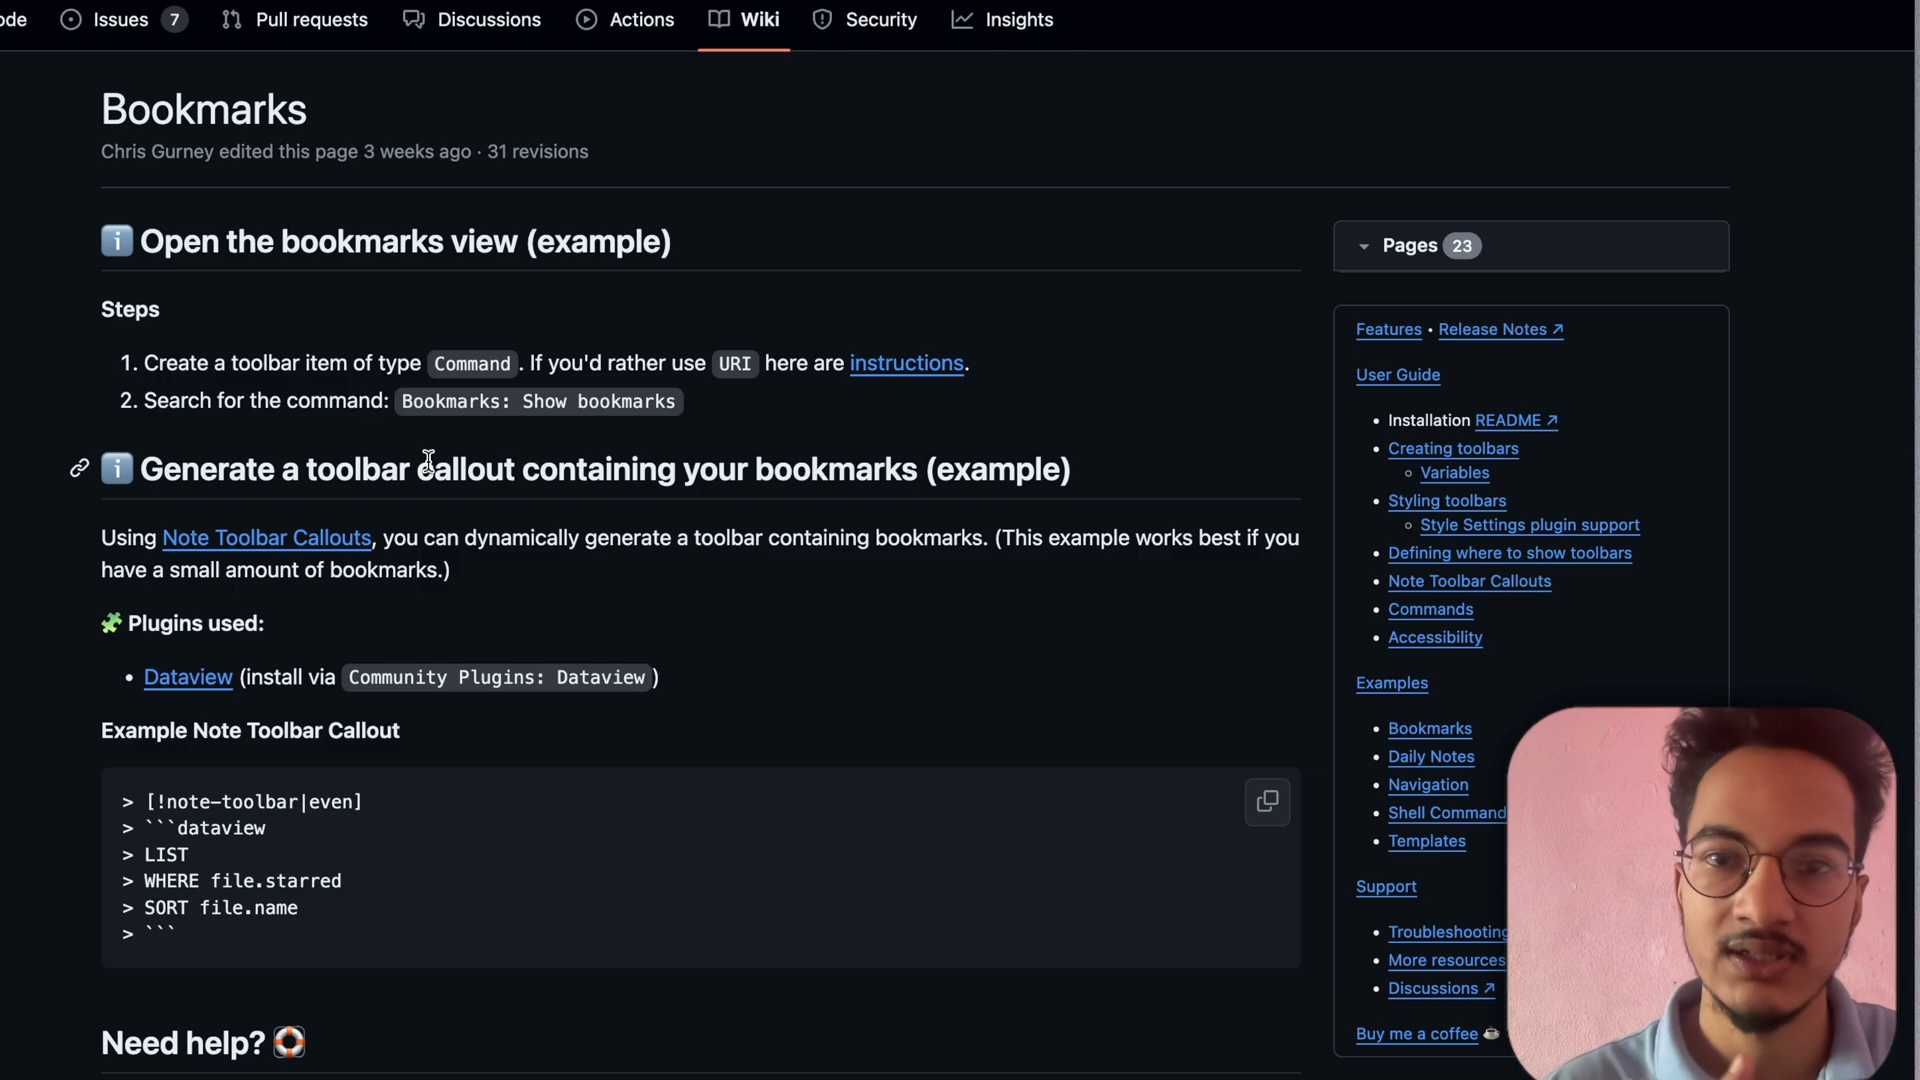 ode Issues 7 Pull requests Discussions Actions Wiki Security Insights
Bookmarks
Chris Gurney edited this page 3 weeks ago · 31 revisions
Open the bookmarks view (example)
Steps
1. Create a toolbar item of type Command. If you'd rather use URI here are instructions.
2. Search for the command: Bookmarks: Show bookmarks
Generate a toolbar callout containing your bookmarks (example)
Using Note Toolbar Callouts, you can dynamically generate a toolbar containing bookmarks. (This example works best if you
have a small amount of bookmarks.)
🧩 Plugins used:
• Dataview (install via Community Plugins: Dataview)
Example Note Toolbar Callout
> [!note-toolbar|even]
> ```dataview
> LIST
> WHERE file.starred
> SORT file.name
> ```
Need help? 🛟
Pages 23
Features • Release Notes ↗
User Guide
• Installation README ↗
• Creating toolbars
◦ Variables
• Styling toolbars
◦ Style Settings plugin support
• Defining where to show toolbars
• Note Toolbar Callouts
• Commands
• Accessibility
Examples
• Bookmarks
• Daily Notes
• Navigation
• Shell Command
• Templates
Support
• Troubleshooting
• More resources
• Discussions ↗
Buy me a coffee ☕